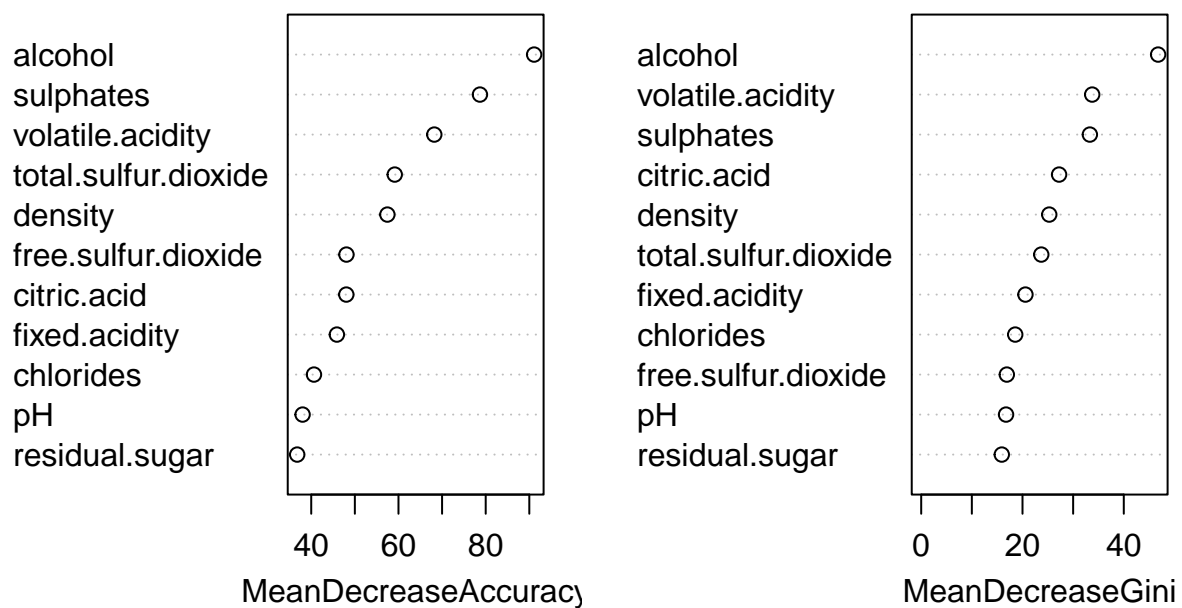 alcohol
sulphates
volatile.acidity
total.sulfur.dioxide
density
free.sulfur.dioxide
citric.acid
fixed.acidity
chlorides
pH
residual.sugar
40 60 80
MeanDecreaseAccuracy
alcohol
volatile.acidity
sulphates
citric.acid
density
total.sulfur.dioxide
fixed.acidity
chlorides
free.sulfur.dioxide
pH
residual.sugar
0 20 40
MeanDecreaseGini